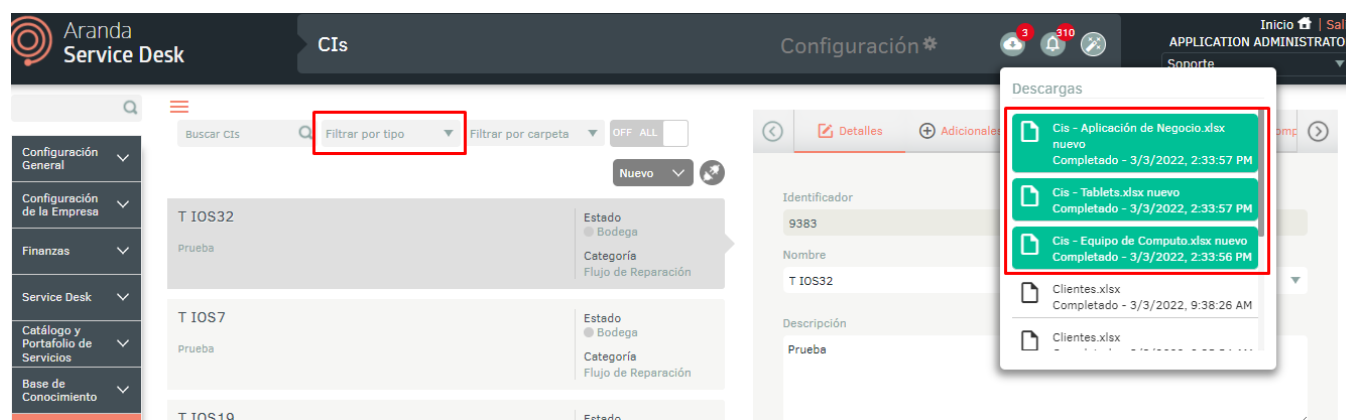 Aranda
Service Desk
CIs
Configuración
3
310
Inicio | Sali
APPLICATION ADMINISTRATO
Soporte
Descargas
Cis - Aplicación de Negocio.xlsx
nuevo
Completado - 3/3/2022, 2:33:57 PM
Cis - Tablets.xlsx nuevo
Completado - 3/3/2022, 2:33:57 PM
Cis - Equipo de Computo.xlsx nuevo
Completado - 3/3/2022, 2:33:56 PM
Clientes.xlsx
Completado - 3/3/2022, 9:38:26 AM
Clientes.xlsx
Configuración
General
Configuración
de la Empresa
Finanzas
Service Desk
Catálogo y
Portafolio de
Servicios
Base de
Conocimiento
Buscar CIs
Filtrar por tipo
Filtrar por carpeta
OFF ALL
Nuevo
T IOS32
Prueba
Estado
Bodega
Categoría
Flujo de Reparación
T IOS7
Prueba
Estado
Bodega
Categoría
Flujo de Reparación
T IOS19
Estado
Detalles
Adicionales
omp
Identificador
9383
Nombre
T IOS32
Descripción
Prueba